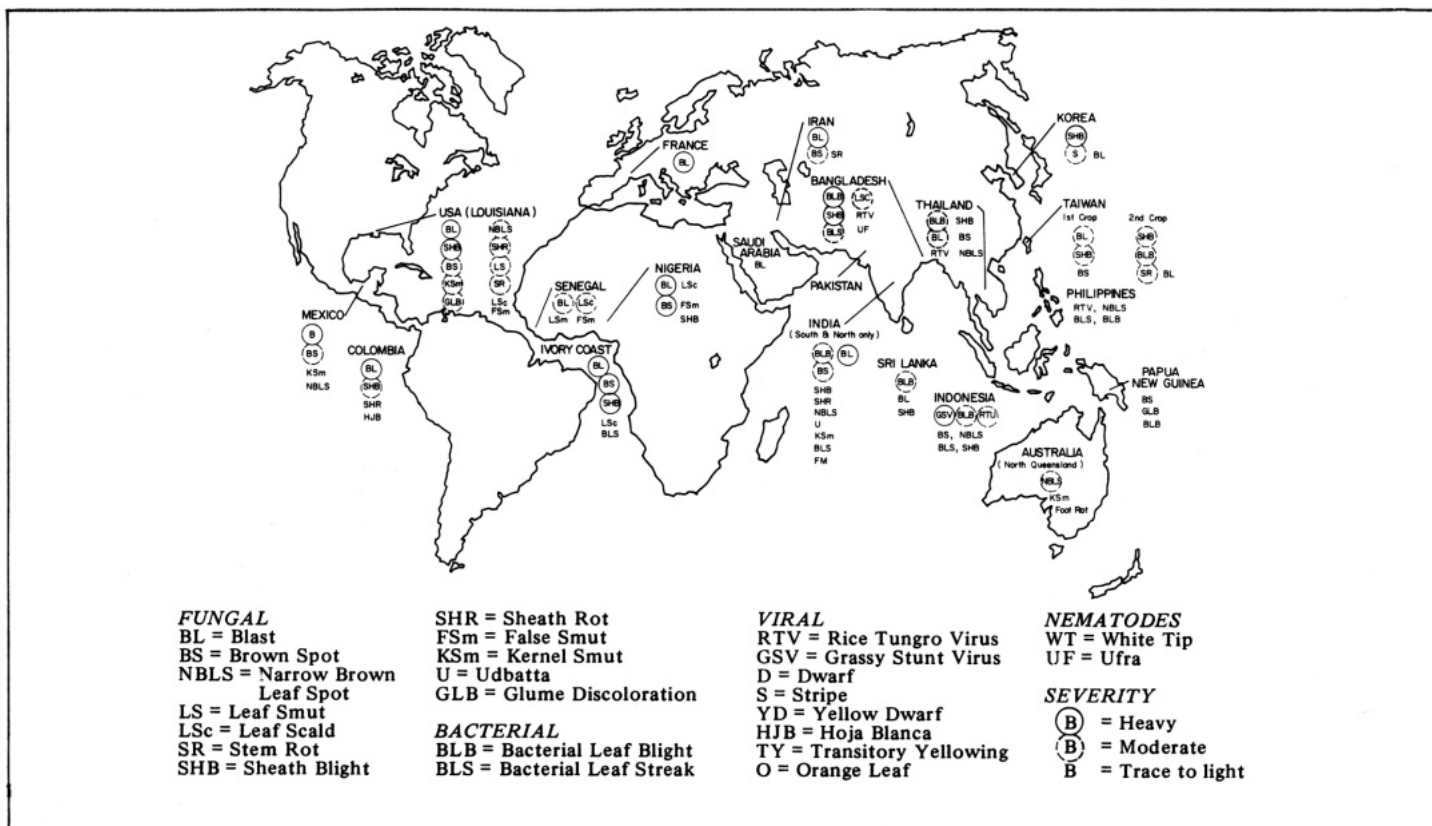 IRAN
BL
BS SR
KOREA
SHB
S BL
FRANCE
BL
BANGLADESH
BLB LSC
SHB RTV
BLS UF
THAILAND
BLB SHB
BL BS
RTV NBLS
TAIWAN
1st Crop 2nd Crop
BL SHB
SHB BLB
BS SR BL
USA (LOUISIANA)
BL NBLS
SHB SHR
BS LS
KSm SR
GLBI LSc
FSm
SAUDI
ARABIA
BL
NIGERIA
BL LSc
BS FSm
SHB
SENEGAL
BL LSc
LSm FSm
PAKISTAN
PHILIPPINES
RTV, NBLS
BLS, BLB
MEXICO
B
BS
KSm
NBLS
COLOMBIA
BL
SHB
SHR
HJB
IVORY COAST
BL
BS
SHB
LSc
BLS
INDIA
(South & North only)
BLB BL
BS
SHB
SHR
NBLS
U
KSm
BLS
FM
SRI LANKA
BLB
BL
SHB
INDONESIA
GSV BLB RTU
BS, NBLS
BLS, SHB
PAPUA
NEW GUINEA
BS
GLB
BLB
AUSTRALIA
(North Queensland)
NBLS
KSm
Foot Rot
FUNGAL
BL = Blast
BS = Brown Spot
NBLS = Narrow Brown
Leaf Spot
LS = Leaf Smut
LSc = Leaf Scald
SR = Stem Rot
SHB = Sheath Blight
SHR = Sheath Rot
FSm = False Smut
KSm = Kernel Smut
U = Udbatta
GLB = Glume Discoloration
BACTERIAL
BLB = Bacterial Leaf Blight
BLS = Bacterial Leaf Streak
VIRAL
RTV = Rice Tungro Virus
GSV = Grassy Stunt Virus
D = Dwarf
S = Stripe
YD = Yellow Dwarf
HJB = Hoja Blanca
TY = Transitory Yellowing
O = Orange Leaf
NEMATODES
WT = White Tip
UF = Ufra
SEVERITY
B = Heavy
B = Moderate
B = Trace to light